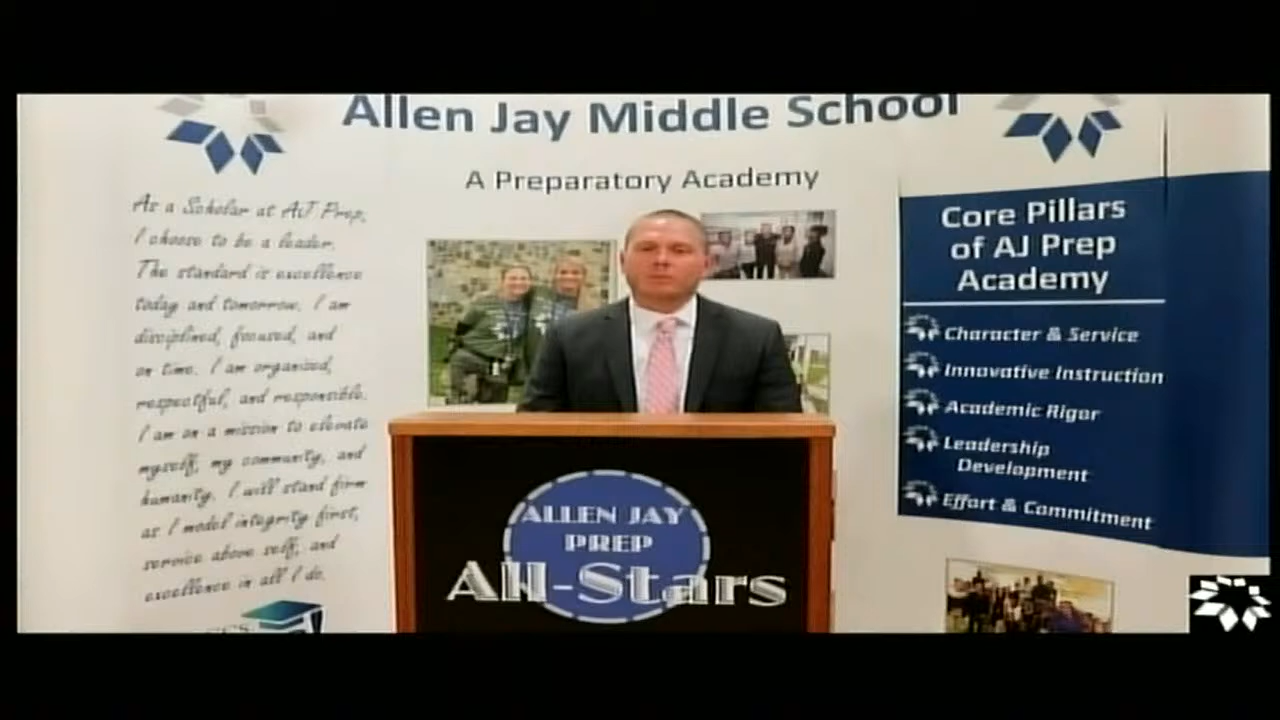 Allen Jay Middle School
A Preparatory Academy
As a Scholar at AJ Prep,
I choose to be a leader.
The standard is excellence
today and tomorrow. I am
disciplined, focused, and
on time. I am organized,
respectful, and responsible.
I am on a mission to elevate
myself, my community, and
humanity. I will stand firm
as I model integrity first,
service above self, and
excellence in all I do.
Core Pillars
of AJ Prep
Academy
Character & Service
Innovative Instruction
Academic Rigor
Leadership
Development
Effort & Commitment
ALLEN JAY
PREP
All-Stars